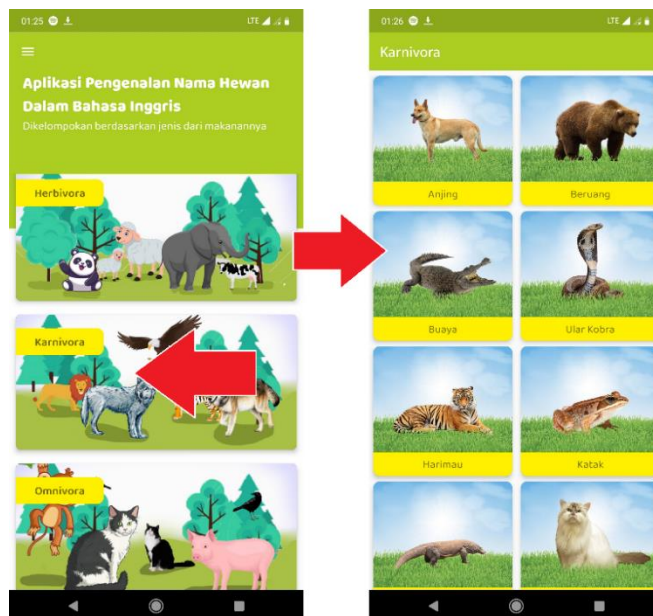 01:25
LTE
Aplikasi Pengenalan Nama Hewan
Dalam Bahasa Inggris
Dikelompokan berdasarkan jenis dari makanannya
Herbivora
Karnivora
Omnivora
01:26
LTE
Karnivora
Anjing
Beruang
Buaya
Ular Kobra
Harimau
Katak